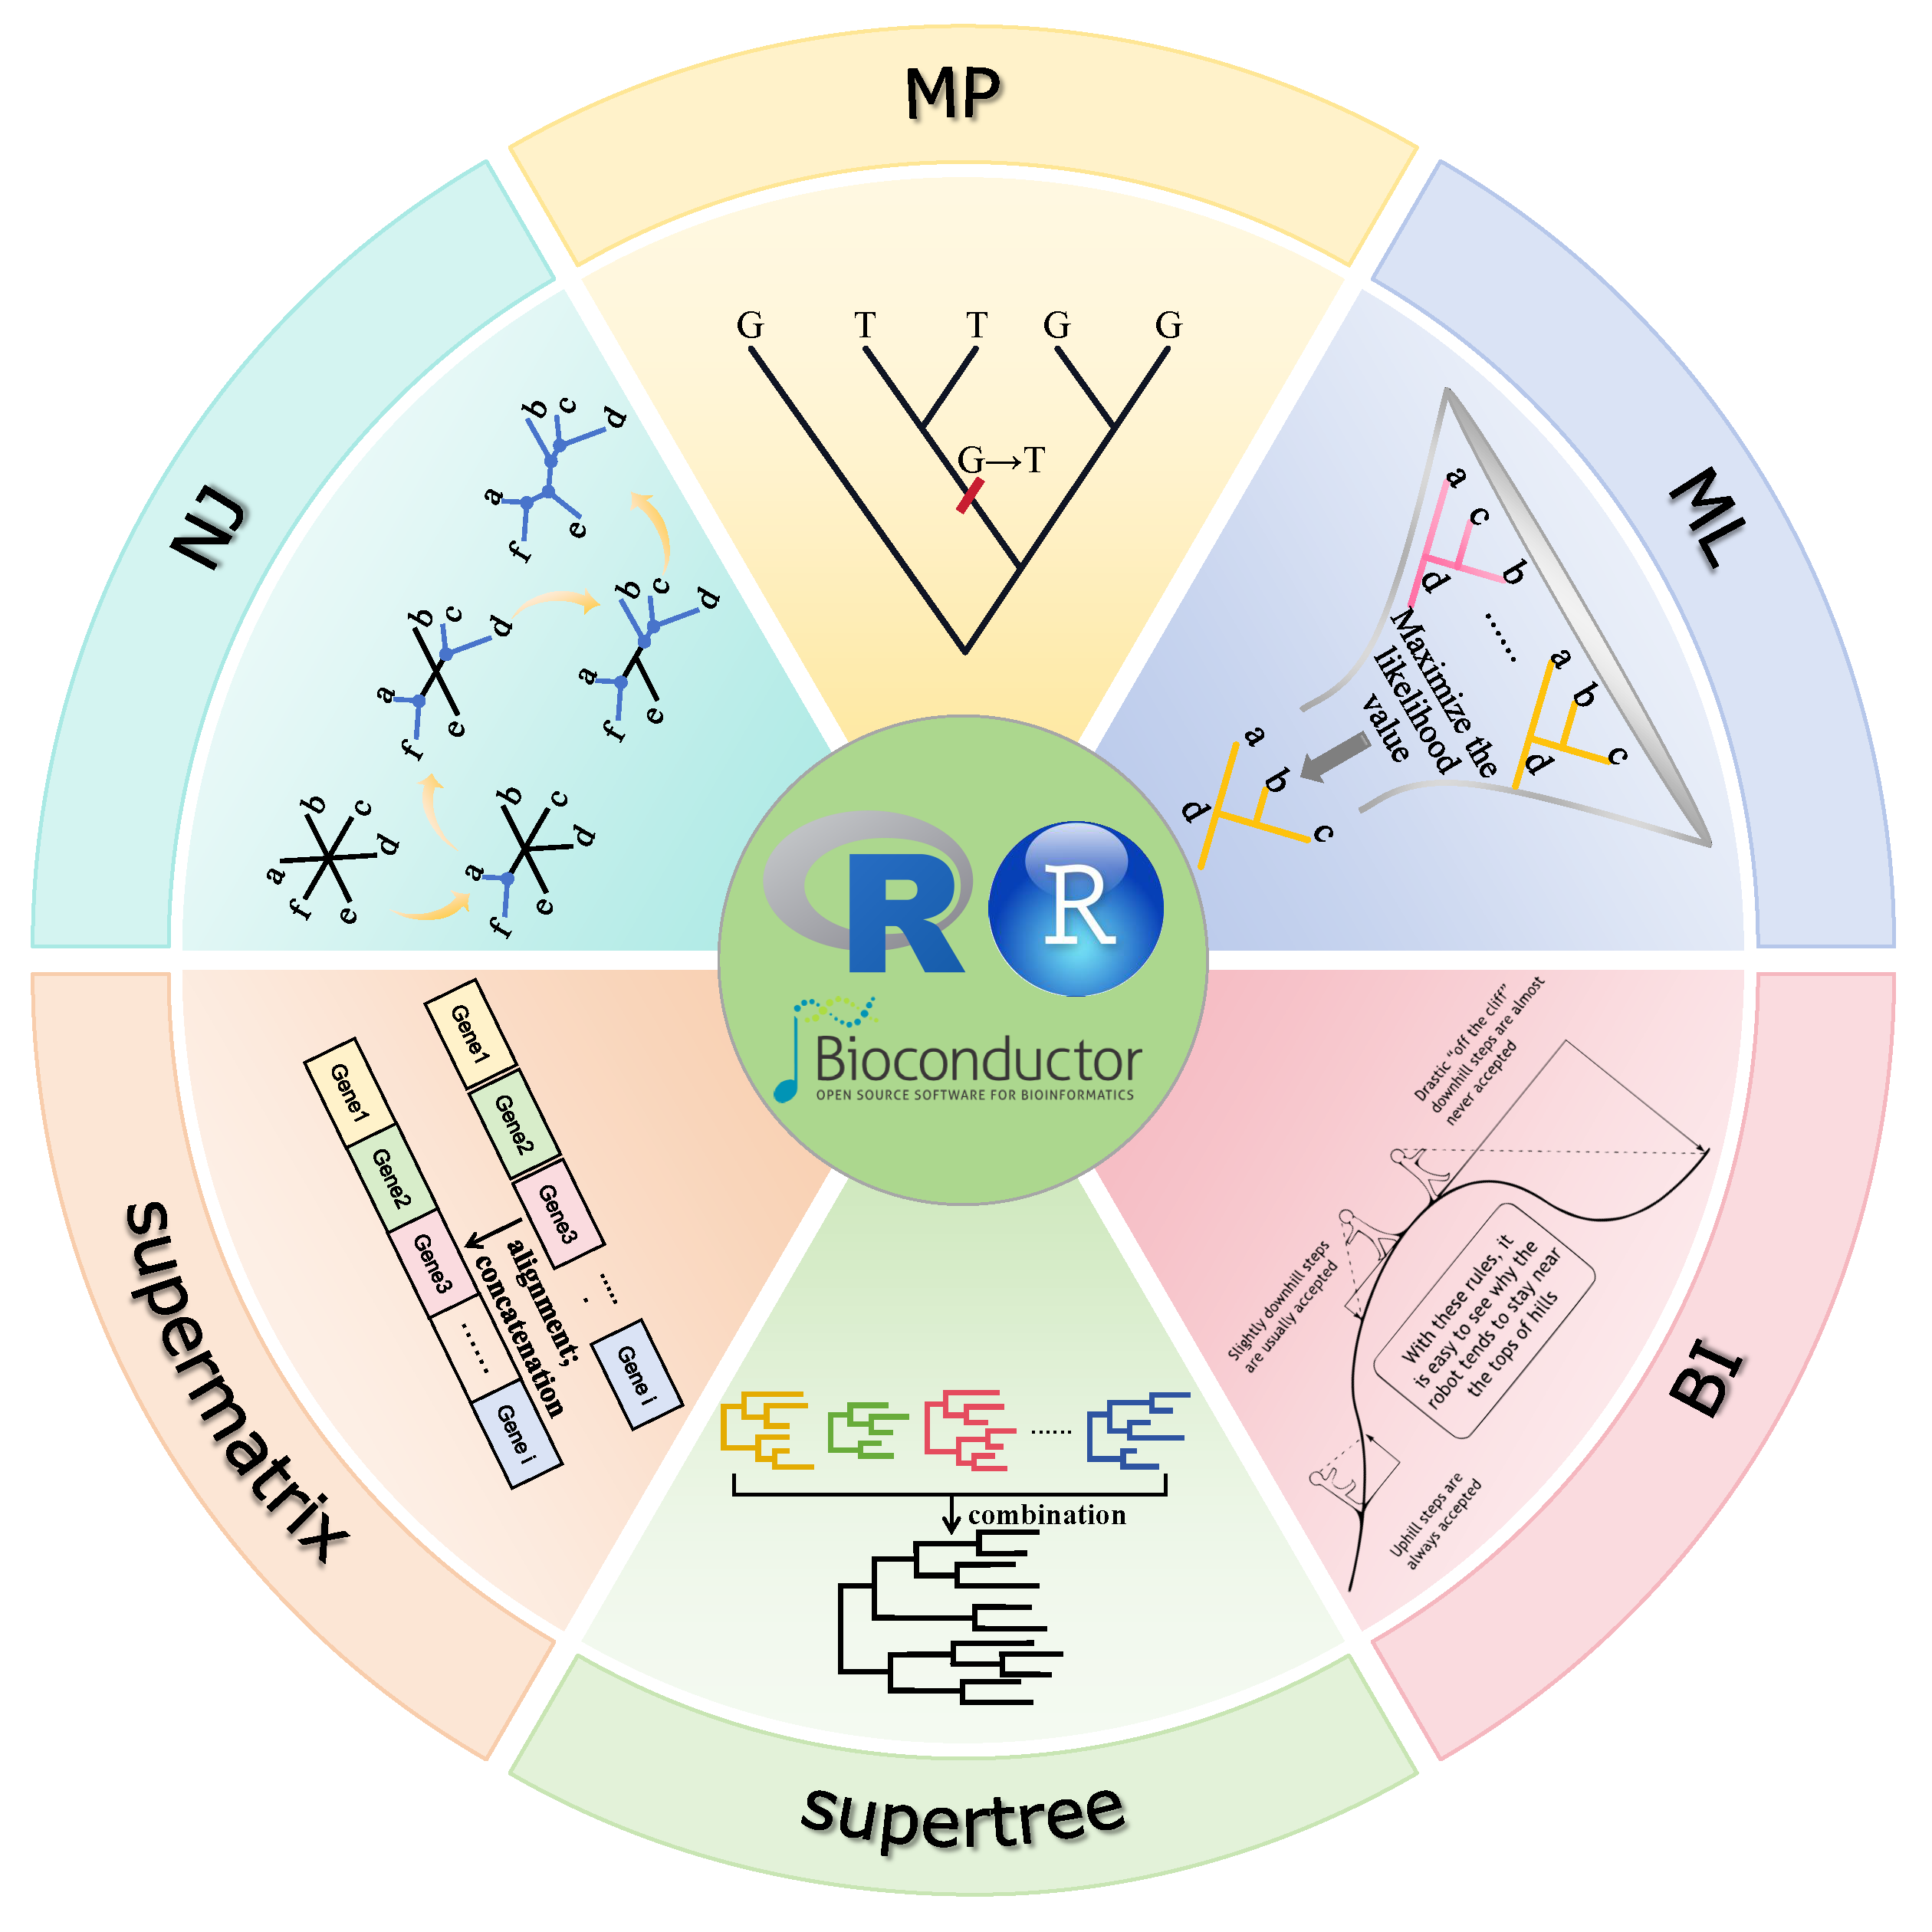 MP
G T T G G
G→T
ML
a
c
b
d
......
a
b
c
d
Maximize the
likelihood
value
a
b
c
d
BI
Drastic “off the cliff”
downhill steps are almost
never accepted
Slightly downhill steps
are usually accepted
With these rules, it
is easy to see why the
robot tends to stay near
the tops of hills
Uphill steps are
always accepted
supertree
......
combination
supermatrix
Gene1
Gene2
Gene3
......
Gene i
alignment;
concatenation
Gene1
Gene2
Gene3
......
Gene i
NJ
a
b
c
d
e
f
a
b
c
d
e
f
a
b
c
d
e
f
a
b
c
d
e
f
a
b
c
d
e
f
R
R
Bioconductor
OPEN SOURCE SOFTWARE FOR BIOINFORMATICS